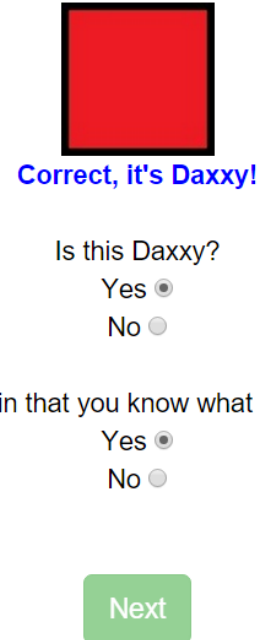 Correct, it's Daxxy!
Is this Daxxy?
Yes
No
in that you know what
Yes
No
Next